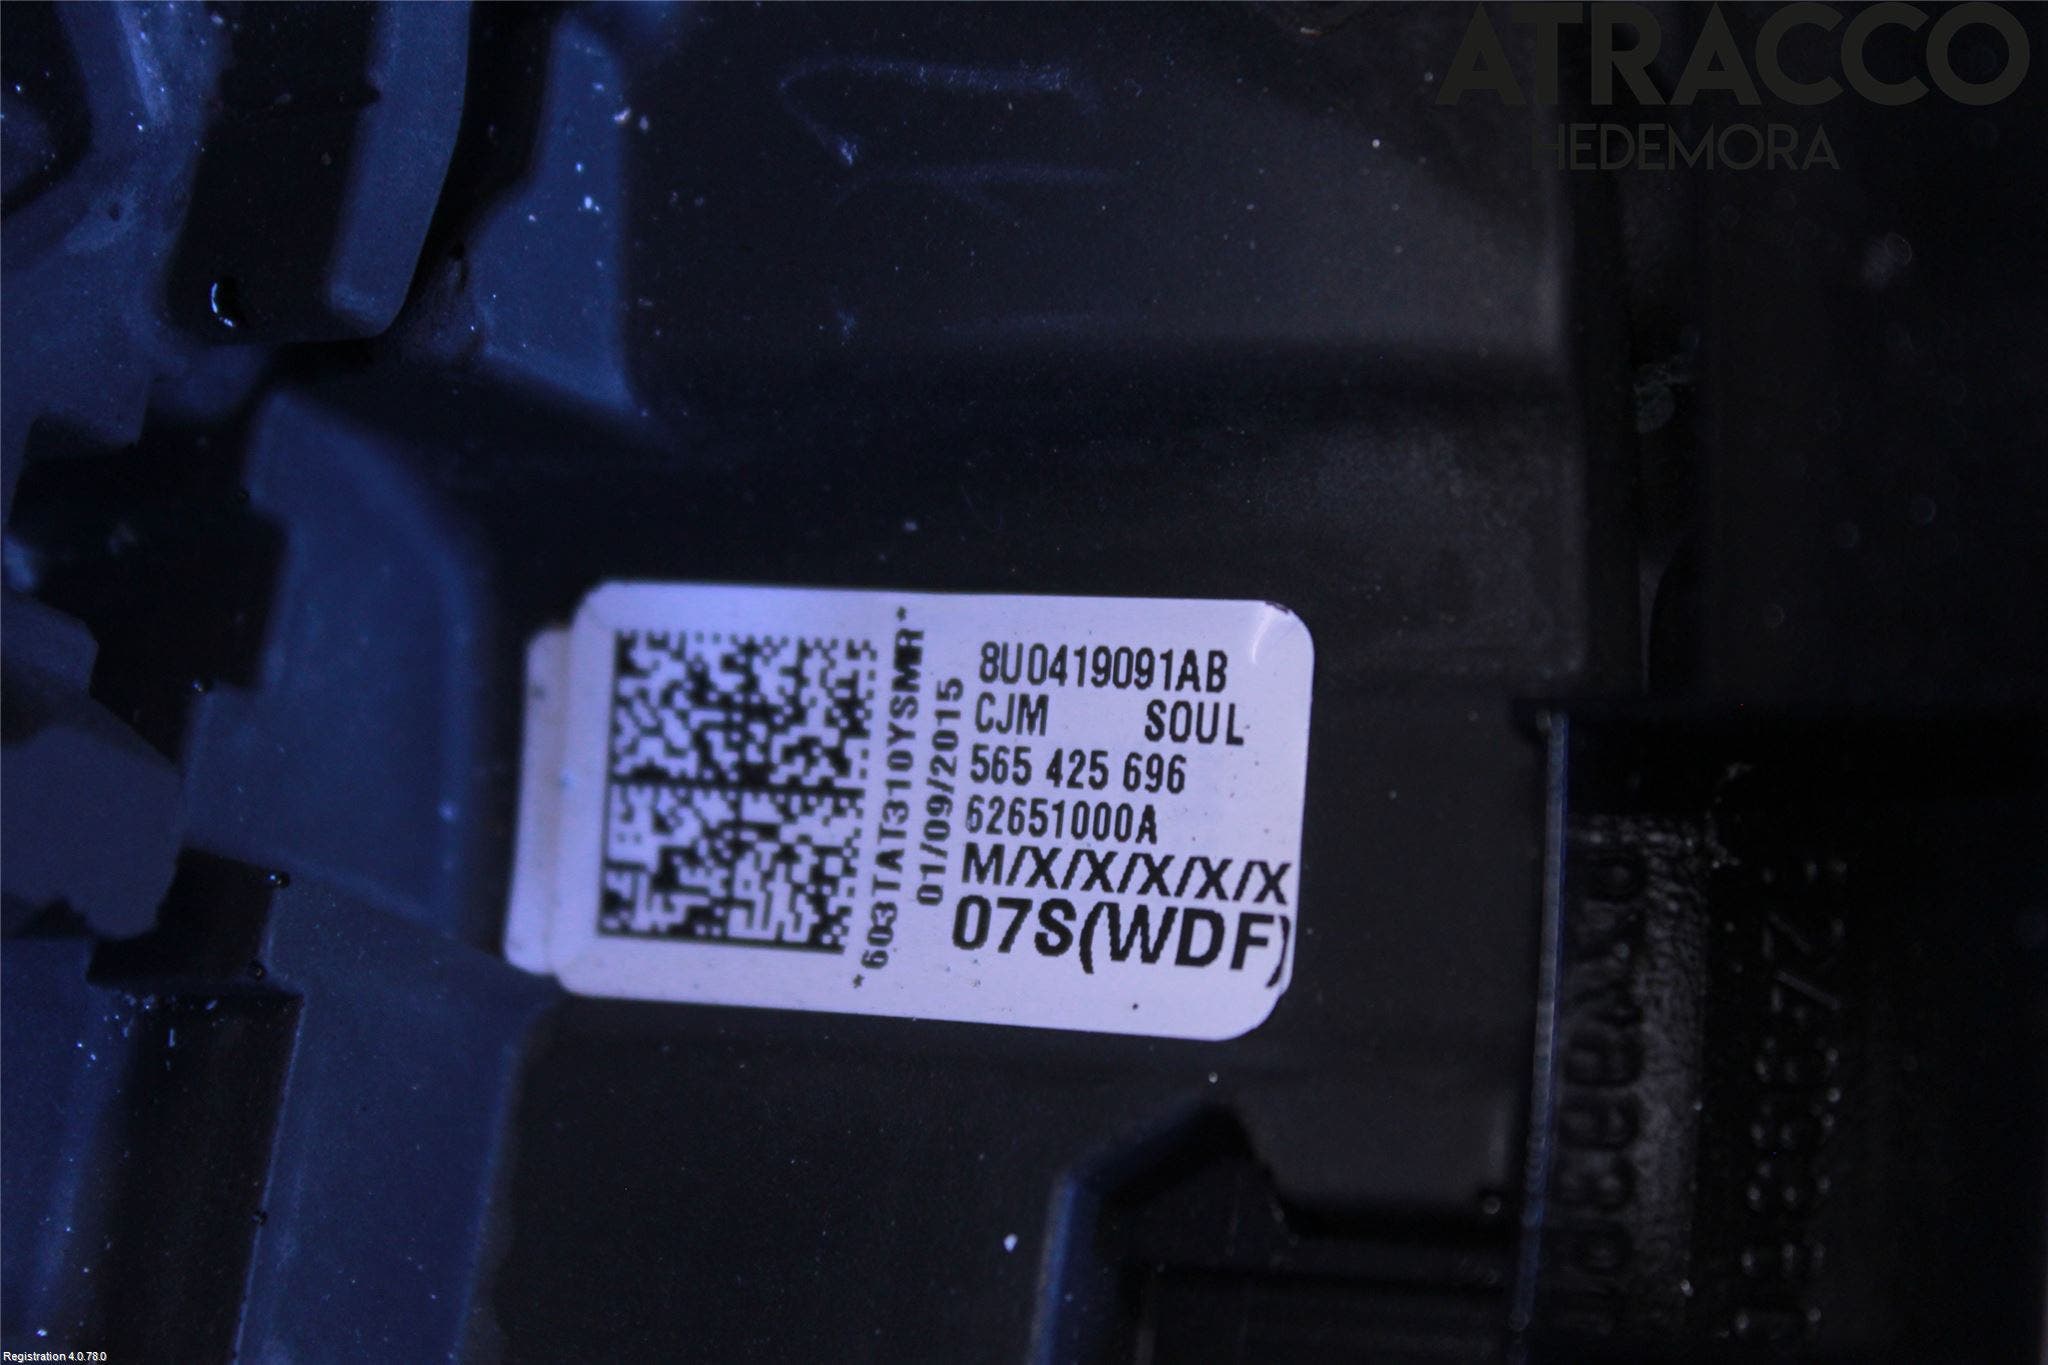 ATRACCO
HEDEMORA
8U0419091AB
CJM SOUL
565 425 696
62651000A
M/X/X/X/X/X
07S(WDF)
01/09/2015
*603TAT310YSMR*
Registration 4.0.78.0